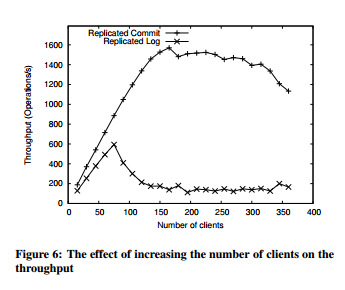 Replicated Commit
Replicated Log
1600
1400
1200
1000
800
600
400
200
0
Throughput (Operations/s)
0 50 100 150 200 250 300 350 400
Number of clients
Figure 6: The effect of increasing the number of clients on the
throughput